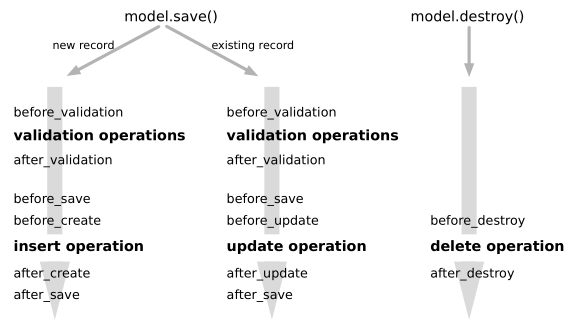 model.save()
model.destroy()
new record
existing record
before_validation
validation operations
after_validation
before_save
before_create
insert operation
after_create
after_save
before_validation
validation operations
after_validation
before_save
before_update
update operation
after_update
after_save
before_destroy
delete operation
after_destroy